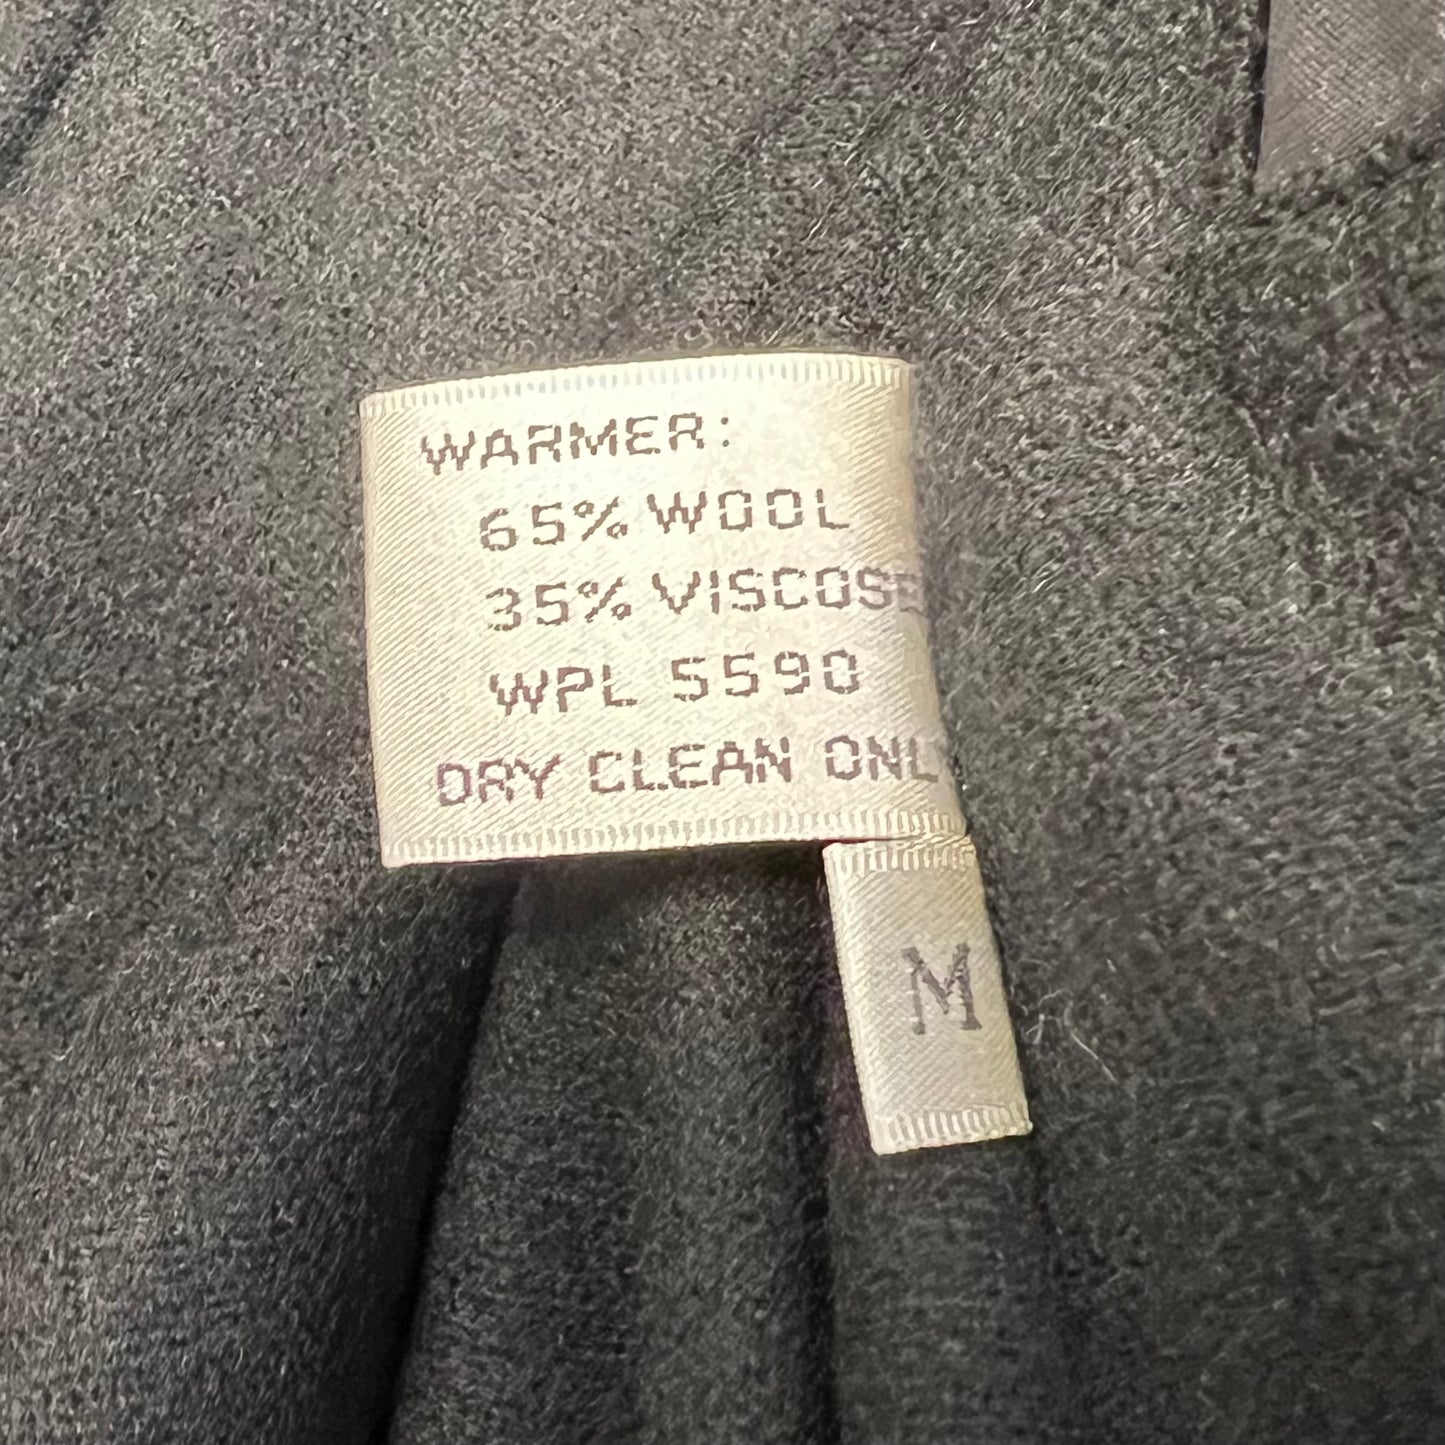 WARMER:
65% WOOL
35% VISCOSE
WPL 5590
DRY CLEAN ONL
M